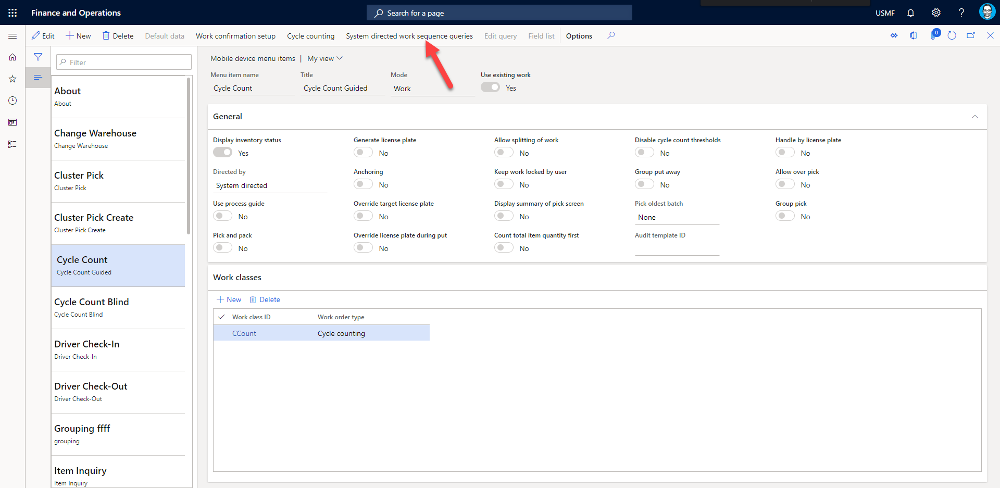 Finance and Operations
Search for a page
USMF
?
Edit
New
Delete
Default data
Work confirmation setup
Cycle counting
System directed work sequence queries
Edit query
Field list
Options
0
Filter
About
About
Change Warehouse
Change Warehouse
Cluster Pick
Cluster Pick
Cluster Pick Create
Cluster Pick Create
Cycle Count
Cycle Count Guided
Cycle Count Blind
Cycle Count Blind
Driver Check-In
Driver Check-In
Driver Check-Out
Driver Check-Out
Grouping ffff
grouping
Item Inquiry
Item Inquiry
Mobile device menu items | My view
Menu item name
Title
Mode
Use existing work
Cycle Count
Cycle Count Guided
Work
Yes
General
Display inventory status
Generate license plate
Allow splitting of work
Disable cycle count thresholds
Handle by license plate
Yes
No
No
No
No
Directed by
Anchoring
Keep work locked by user
Group put away
Allow over pick
System directed
No
No
No
No
Use process guide
Override target license plate
Display summary of pick screen
Pick oldest batch
Group pick
No
No
No
None
No
Pick and pack
Override license plate during put
Count total item quantity first
Audit template ID
No
No
No
Work classes
New
Delete
Work class ID
Work order type
CCount
Cycle counting